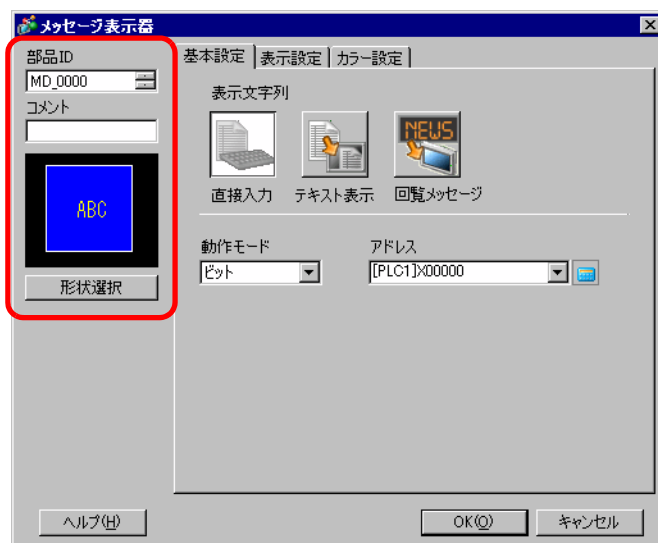 メッセージ表示器
部品ID
MD_0000
コメント
ABC
形状選択
基本設定 表示設定 カラー設定
表示文字列
NEWS
直接入力 テキスト表示 回覧メッセージ
動作モード アドレス
ビット [PLC1]X00000
ヘルプ(H) OK(O) キャンセル